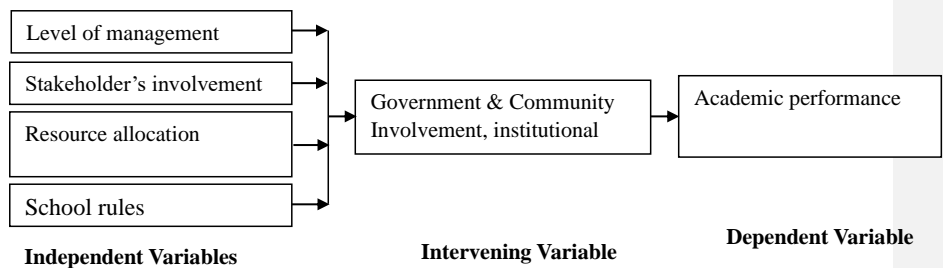 Level of management
Stakeholder’s involvement
Resource allocation
School rules
Government & Community
Involvement, institutional
Academic performance
Independent Variables
Intervening Variable
Dependent Variable